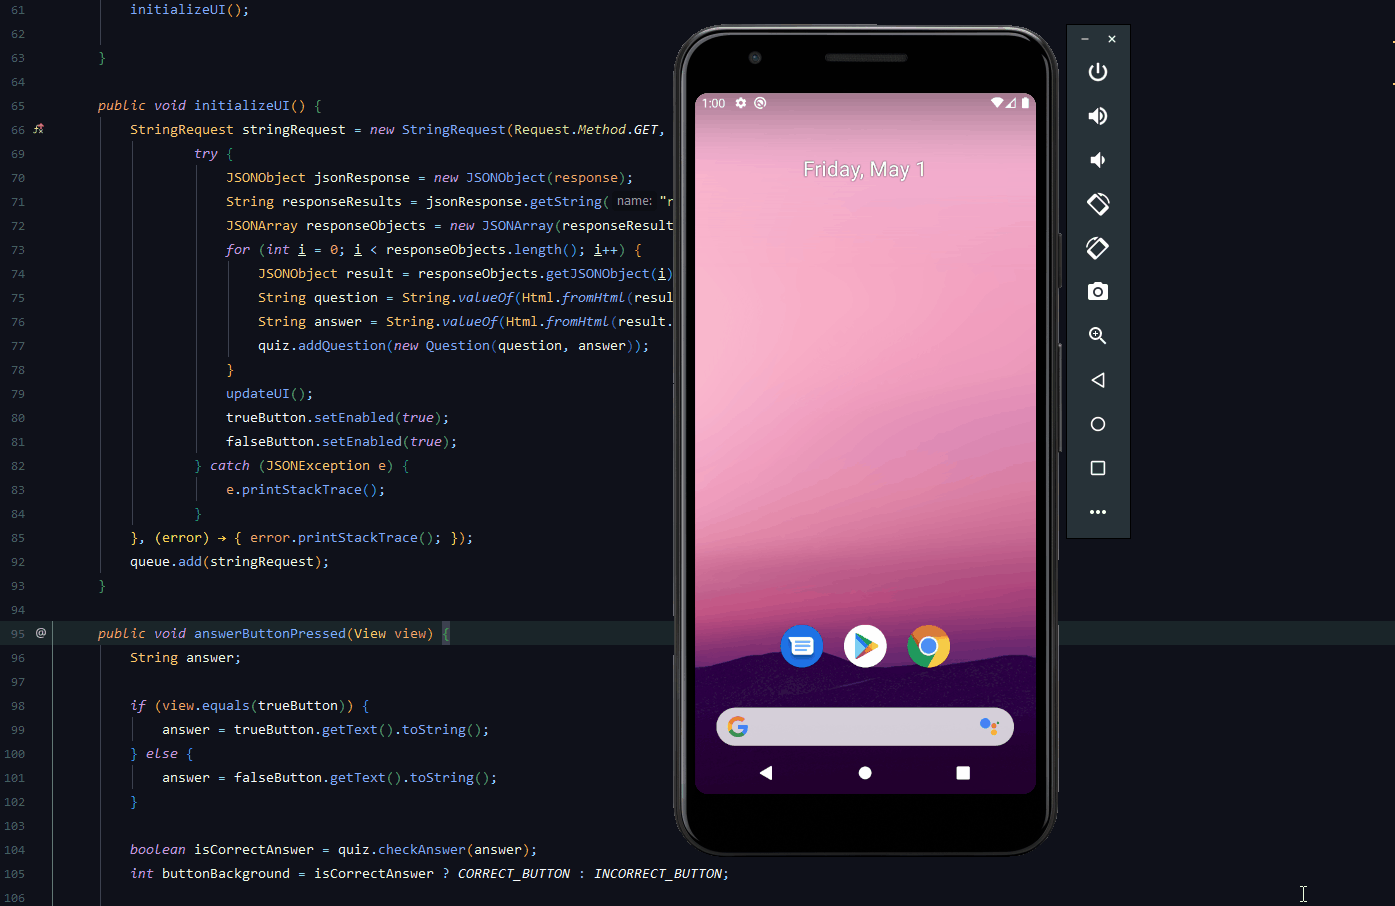 61 initializeUI();
62
63 }
64
65 public void initializeUI() {
66 StringRequest stringRequest = new StringRequest(Request.Method.GET,
69 try {
70 JSONObject jsonResponse = new JSONObject(response);
71 String responseResults = jsonResponse.getString( name: "r
72 JSONArray responseObjects = new JSONArray(responseResult
73 for (int i = 0; i < responseObjects.length(); i++) {
74 JSONObject result = responseObjects.getJSONObject(i)
75 String question = String.valueOf(Html.fromHtml(resul
76 String answer = String.valueOf(Html.fromHtml(result.
77 quiz.addQuestion(new Question(question, answer));
78 }
79 updateUI();
80 trueButton.setEnabled(true);
81 falseButton.setEnabled(true);
82 } catch (JSONException e) {
83 e.printStackTrace();
84 }
85 }, (error) → { error.printStackTrace(); });
92 queue.add(stringRequest);
93 }
94
95 @ public void answerButtonPressed(View view) {
96 String answer;
97
98 if (view.equals(trueButton)) {
99 answer = trueButton.getText().toString();
100 } else {
101 answer = falseButton.getText().toString();
102 }
103
104 boolean isCorrectAnswer = quiz.checkAnswer(answer);
105 int buttonBackground = isCorrectAnswer ? CORRECT_BUTTON : INCORRECT_BUTTON;
106
1:00
Friday, May 1